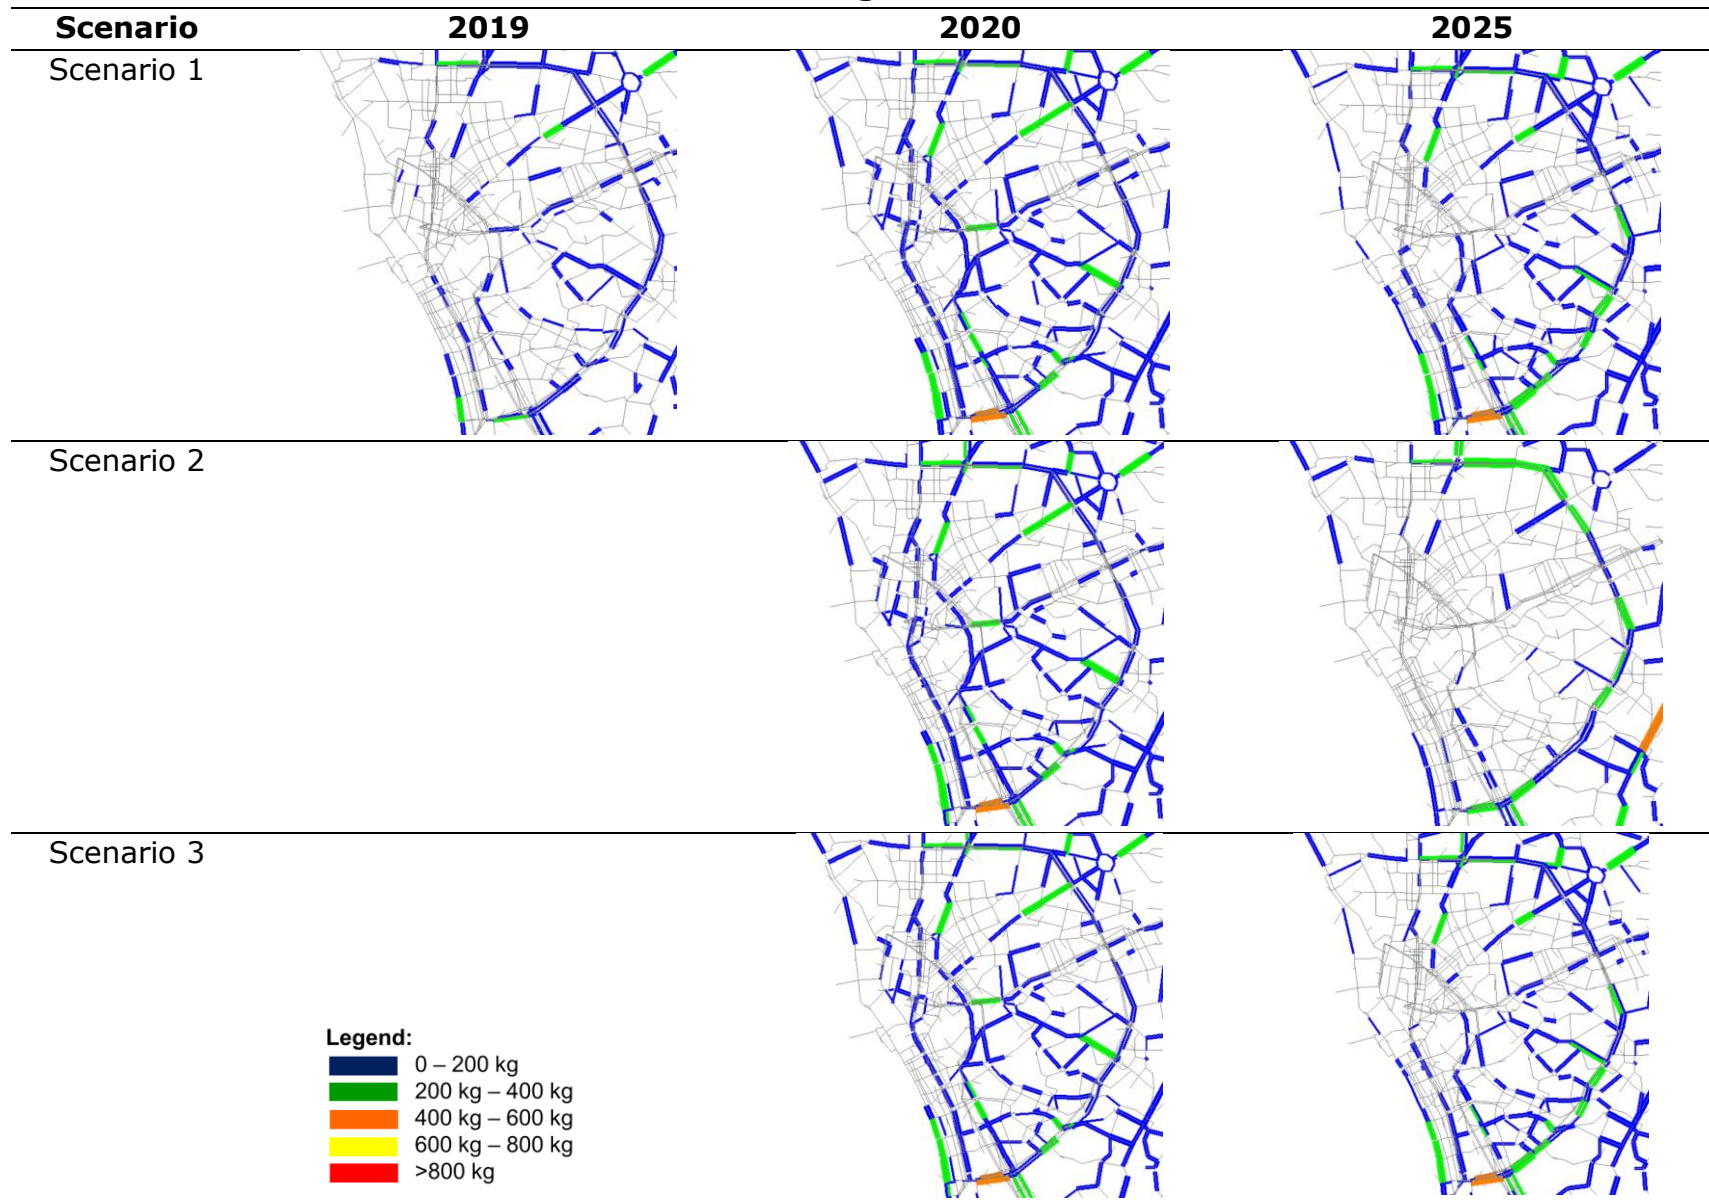 Scenario 2019 2020 2025
Scenario 1
Scenario 2
Scenario 3
Legend:
0 – 200 kg
200 kg – 400 kg
400 kg – 600 kg
600 kg – 800 kg
>800 kg